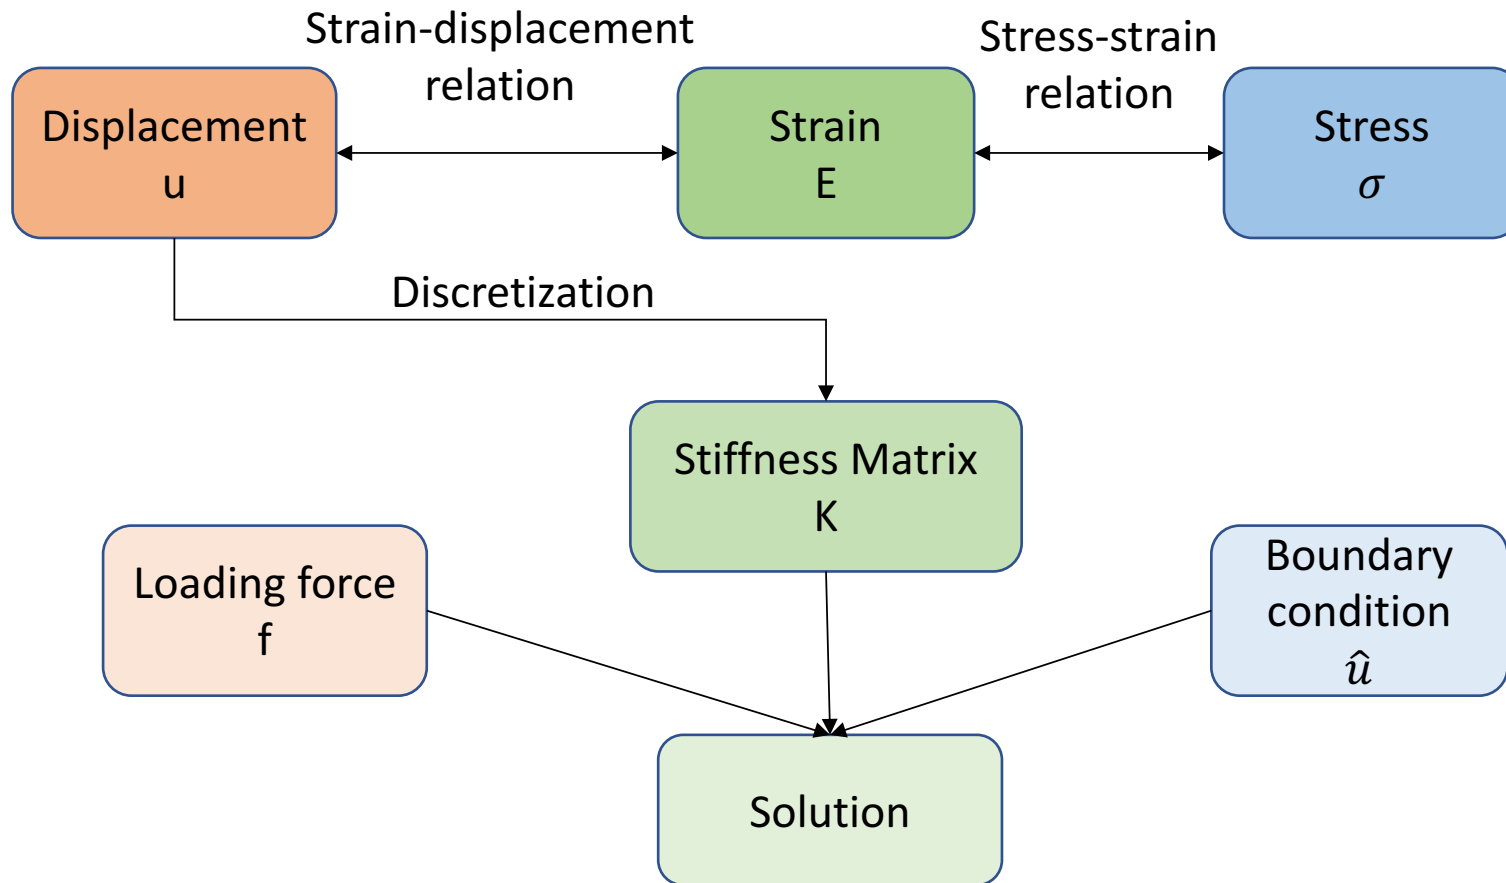 Strain-displacement
relation
Stress-strain
relation
Displacement
u
Strain
E
Stress
σ
Discretization
Stiffness Matrix
K
Loading force
f
Boundary
condition
û
Solution